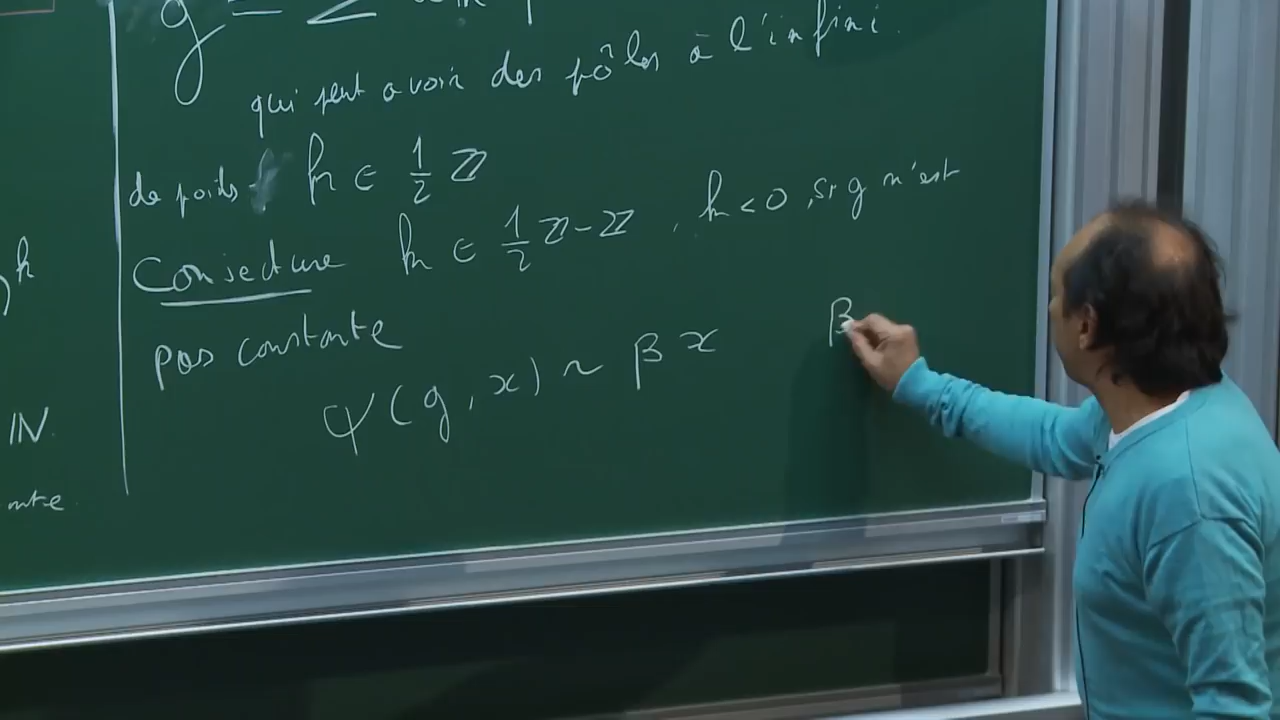 g = Σ
qui peut avoir des pôles à l'infini.
de poids k ∈ 1/2 ℤ
Conjecture k ∈ 1/2 ℤ - ℤ , k < 0 , si g n'est
pas constante
ψ(g, x) ~ β x β
)k
IN
nte